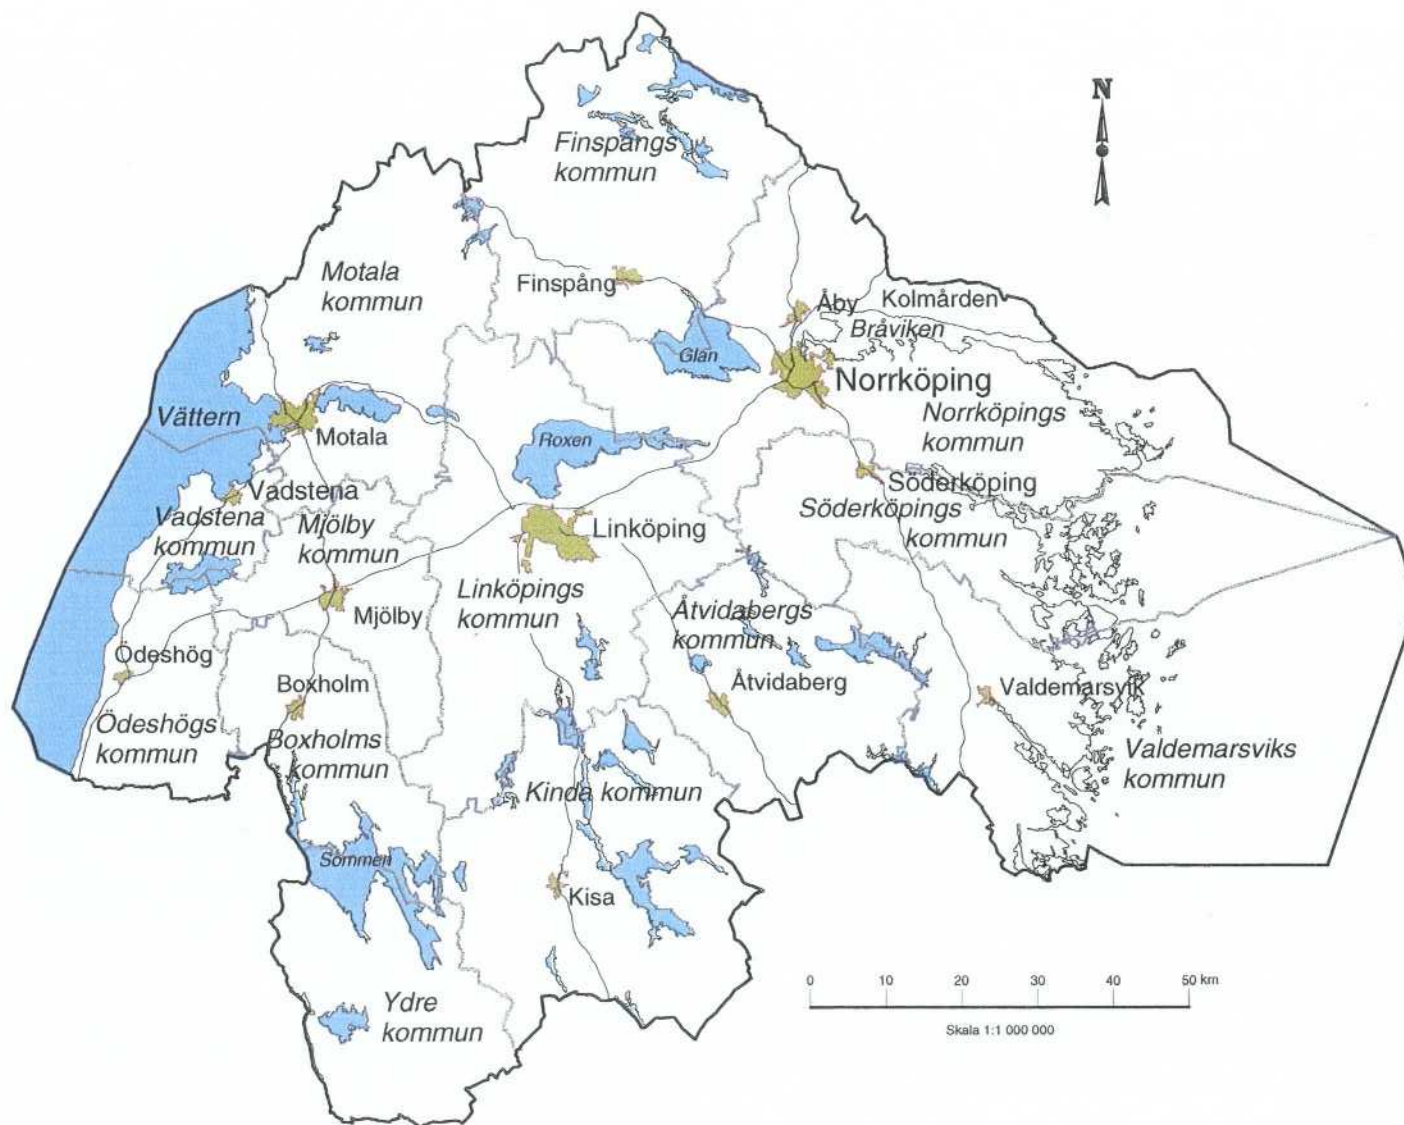 N
Finspångs
kommun
Motala
kommun
Finspång
Åby
Kolmården
Bråviken
Glan
Norrköping
Norrköpings
kommun
Vättern
Motala
Roxen
Söderköping
Söderköpings
kommun
Vadstena
Vadstena
kommun
Mjölby
kommun
Linköping
Linköpings
kommun
Mjölby
Åtvidabergs
kommun
Ödeshög
Boxholm
Åtvidaberg
Valdemarsvik
Ödeshögs
kommun
Boxholms
kommun
Valdemarsviks
kommun
Kinda kommun
Sommen
Kisa
Ydre
kommun
0 10 20 30 40 50 km
Skala 1:1 000 000